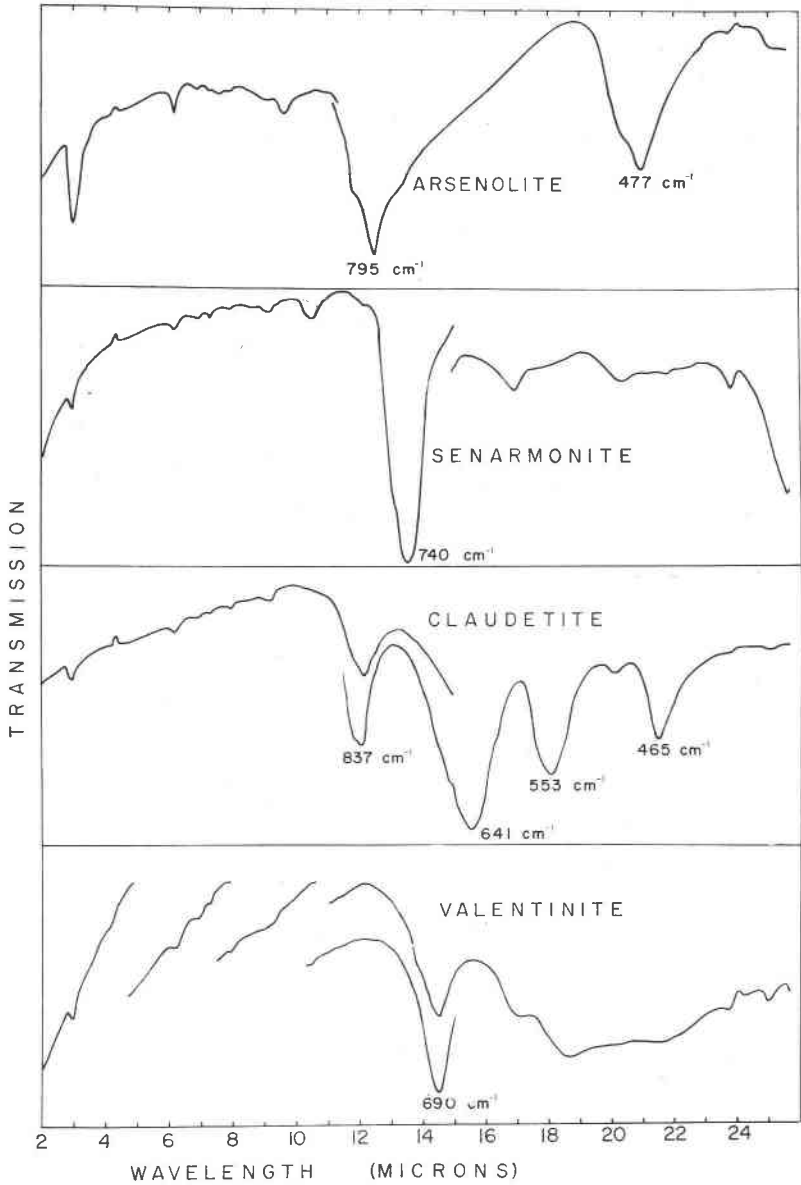 ARSENOLITE
477 cm⁻¹
795 cm⁻¹
SENARMONITE
740 cm⁻¹
TRANSMISSION
CLAUDETITE
837 cm⁻¹
465 cm⁻¹
553 cm⁻¹
641 cm⁻¹
VALENTINITE
690 cm⁻¹
2 4 6 8 10 12 14 16 18 20 22 24
WAVELENGTH (MICRONS)